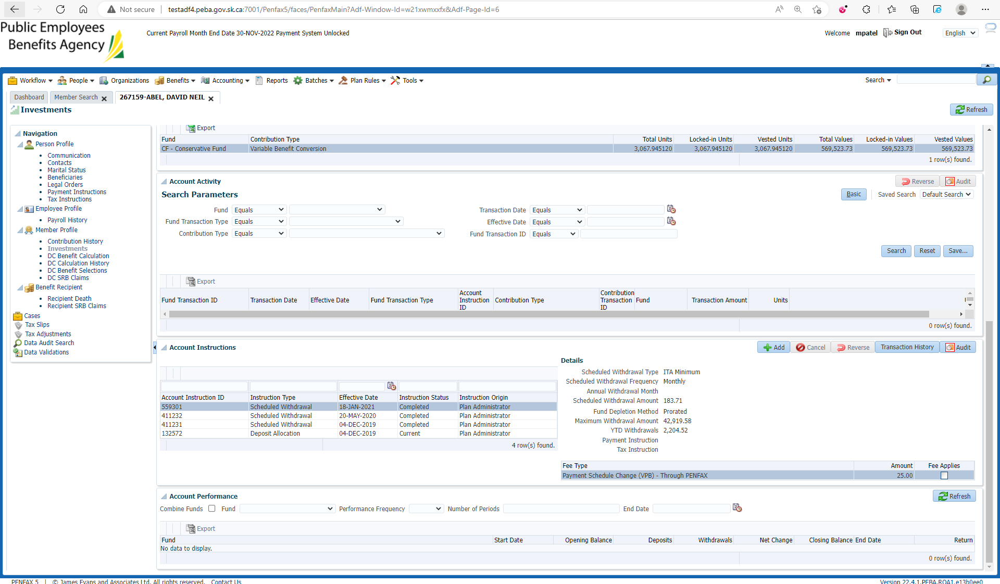 Not secure | testadf4.peba.gov.sk.ca:7001/Penfax5/faces/PenfaxMain?Adf-Window-Id=w21xwmxxfx&Adf-Page-Id=6
Public Employees
Benefits Agency
Current Payroll Month End Date 30-NOV-2022 Payment System Unlocked
Welcome mpatel Sign Out English
Workflow People Organizations Benefits Accounting Reports Batches Plan Rules Tools Search
Dashboard Member Search 267159-ABEL, DAVID NEIL
Investments Refresh
Navigation
Person Profile
Communication
Contacts
Marital Status
Beneficiaries
Legal Orders
Payment Instructions
Tax Instructions
Employee Profile
Payroll History
Member Profile
Contribution History
Investments
DC Benefit Calculation
DC Calculation History
DC Benefit Selections
DC SRB Claims
Benefit Recipient
Recipient Death
Recipient SRB Claims
Cases
Tax Slips
Tax Adjustments
Data Audit Search
Data Validations
Export
Fund Contribution Type Total Units Locked-in Units Vested Units Total Values Locked-in Values Vested Values
CF - Conservative Fund Variable Benefit Conversion 3,067.945120 3,067.945120 3,067.945120 569,523.73 569,523.73 569,523.73
1 row(s) found.
Account Activity Reverse Audit
Search Parameters Basic Saved Search Default Search
Fund Equals Transaction Date Equals
Fund Transaction Type Equals Effective Date Equals
Contribution Type Equals Fund Transaction ID Equals
Search Reset Save...
Export
Fund Transaction ID Transaction Date Effective Date Fund Transaction Type Account Instruction ID Contribution Type Contribution Transaction ID Fund Transaction Amount Units
0 row(s) found.
Account Instructions Add Cancel Reverse Transaction History Audit
Account Instruction ID Instruction Type Effective Date Instruction Status Instruction Origin
559301 Scheduled Withdrawal 18-JAN-2021 Completed Plan Administrator
411232 Scheduled Withdrawal 20-MAY-2020 Completed Plan Administrator
411231 Scheduled Withdrawal 04-DEC-2019 Completed Plan Administrator
132572 Deposit Allocation 04-DEC-2019 Current Plan Administrator
4 row(s) found.
Details
Scheduled Withdrawal Type ITA Minimum
Scheduled Withdrawal Frequency Monthly
Annual Withdrawal Month
Scheduled Withdrawal Amount 183.71
Fund Depletion Method Prorated
Maximum Withdrawal Amount 42,919.58
YTD Withdrawals 2,204.52
Payment Instruction
Tax Instruction
Fee Type Amount Fee Applies
Payment Schedule Change (VPB) - Through PENFAX 25.00
Account Performance Refresh
Combine Funds Fund Performance Frequency Number of Periods End Date
Export
Fund Start Date Opening Balance Deposits Withdrawals Net Change Closing Balance End Date Return
No data to display.
0 row(s) found.
PENFAX 5 | © James Evans and Associates Ltd. All rights reserved. Contact Us Version 22.4.1.PEBA.ROA1.e13b0ee0